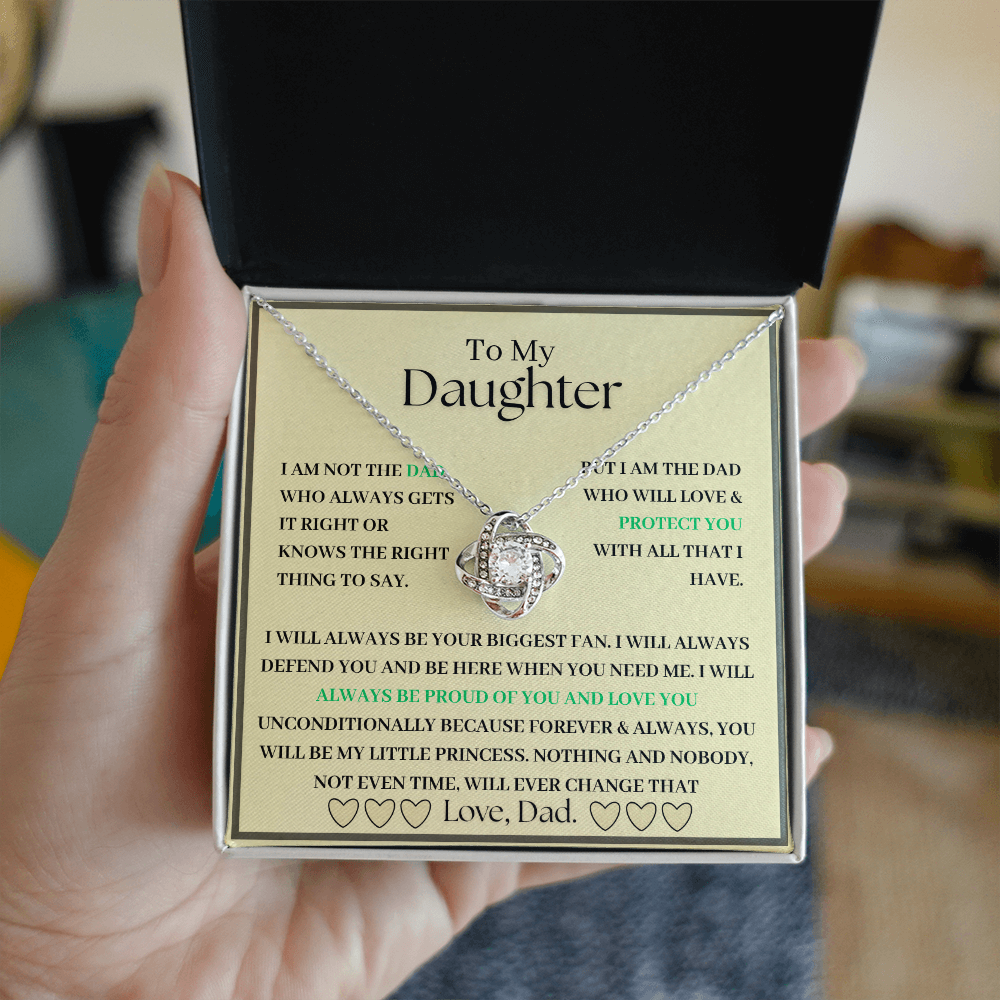 To My
Daughter
I AM NOT THE DAD
WHO ALWAYS GETS
IT RIGHT OR
KNOWS THE RIGHT
THING TO SAY.
BUT I AM THE DAD
WHO WILL LOVE &
PROTECT YOU
WITH ALL THAT I
HAVE.
I WILL ALWAYS BE YOUR BIGGEST FAN. I WILL ALWAYS
DEFEND YOU AND BE HERE WHEN YOU NEED ME. I WILL
ALWAYS BE PROUD OF YOU AND LOVE YOU
UNCONDITIONALLY BECAUSE FOREVER & ALWAYS, YOU
WILL BE MY LITTLE PRINCESS. NOTHING AND NOBODY,
NOT EVEN TIME, WILL EVER CHANGE THAT
Love, Dad.